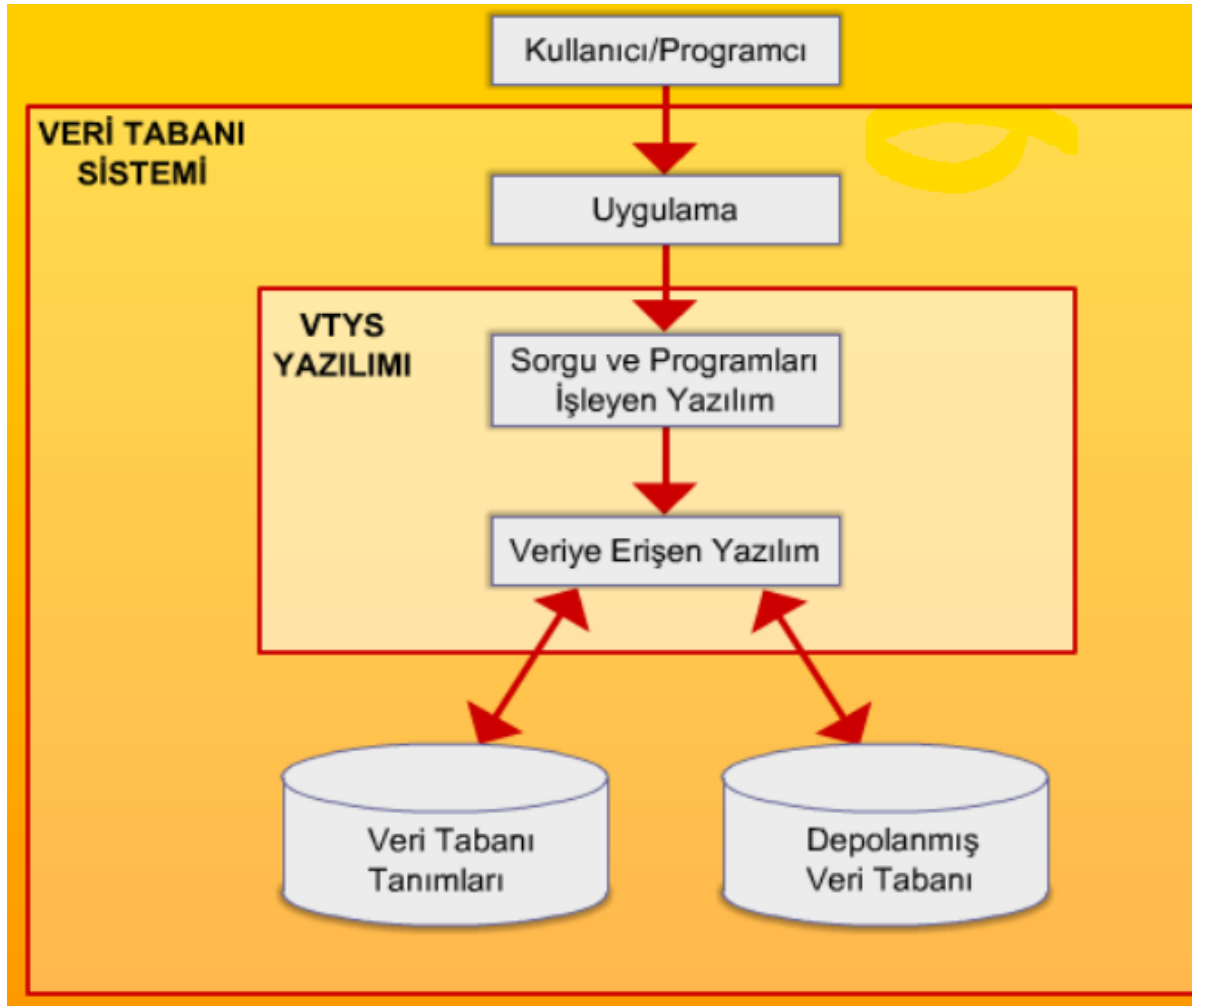 Kullanıcı/Programcı
VERİ TABANI
SİSTEMİ
Uygulama
VTYS
YAZILIMI
Sorgu ve Programları
İşleyen Yazılım
Veriye Erişen Yazılım
Veri Tabanı
Tanımları
Depolanmış
Veri Tabanı